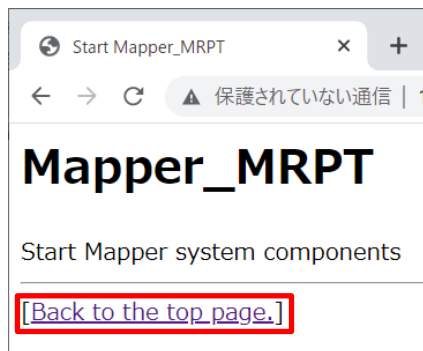 Start Mapper_MRPT
保護されていない通信
Mapper_MRPT
Start Mapper system components
[Back to the top page.]